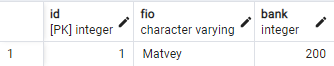 id fio bank
[PK] integer character varying integer
1 1 Matvey 200